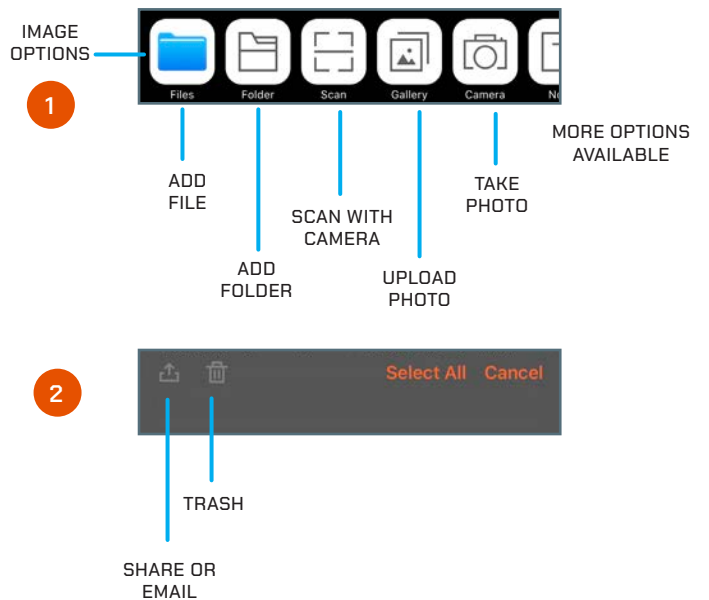 IMAGE
OPTIONS
1
Files Folder Scan Gallery Camera
MORE OPTIONS
AVAILABLE
ADD
FILE
TAKE
PHOTO
SCAN WITH
CAMERA
ADD
FOLDER
UPLOAD
PHOTO
2
Select All Cancel
TRASH
SHARE OR
EMAIL